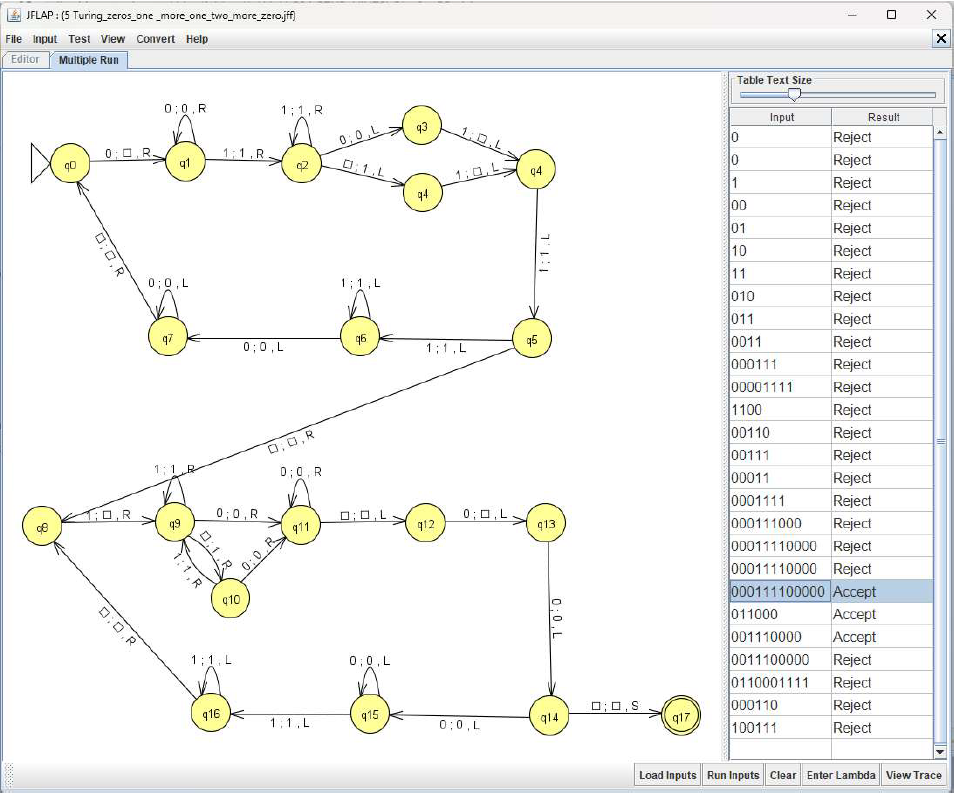 JFLAP : (5 Turing_zeros_one _more_one_two_more_zero.jff)
File Input Test View Convert Help
Editor Multiple Run
Table Text Size
Input Result
0 Reject
0 Reject
1 Reject
00 Reject
01 Reject
10 Reject
11 Reject
010 Reject
011 Reject
0011 Reject
000111 Reject
00001111 Reject
1100 Reject
00110 Reject
00111 Reject
00011 Reject
0001111 Reject
000111000 Reject
00011110000 Reject
00011110000 Reject
000111100000 Accept
011000 Accept
001110000 Accept
0011100000 Reject
0110001111 Reject
000110 Reject
100111 Reject
0 ; 0 , R
1 ; 1 , R
q0
0 ; □ , R
q1
1 ; 1 , R
q2
0 ; 0 , L
q3
1 ; □ , L
□ ; 1 , L
q4
1 ; □ , L
q4
1 ; 1 , L
□ ; □ , R
0 ; 0 , L
1 ; 1 , L
q7
0 ; 0 , L
q6
1 ; 1 , L
q5
□ ; □ , R
1 ; 1 , R
0 ; 0 , R
q8
1 ; □ , R
q9
0 ; 0 , R
q11
□ ; □ , L
q12
0 ; □ , L
q13
□ ; 1 , R
1 ; 1 , R
0 ; 0 , R
q10
0 ; 0 , L
□ ; □ , R
1 ; 1 , L
0 ; 0 , L
q16
1 ; 1 , L
q15
0 ; 0 , L
q14
□ ; □ , S
q17
Load Inputs Run Inputs Clear Enter Lambda View Trace